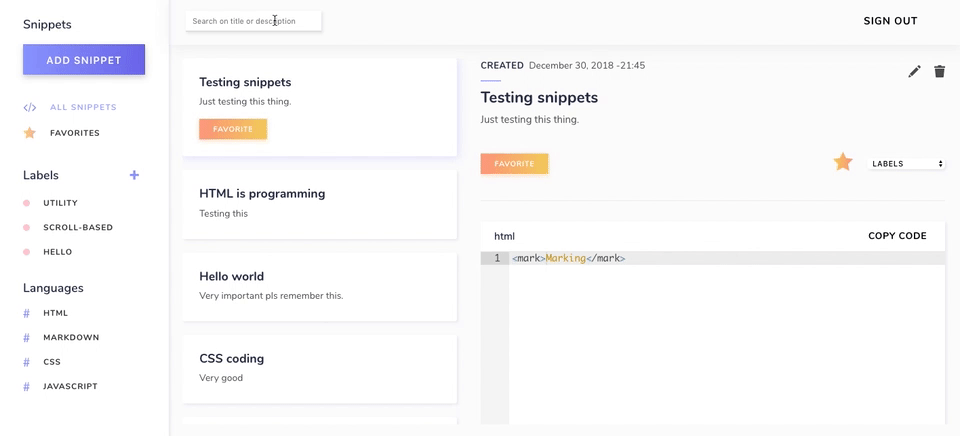 Snippets
ADD SNIPPET
</> ALL SNIPPETS
FAVORITES
Labels +
UTILITY
SCROLL-BASED
HELLO
Languages
# HTML
# MARKDOWN
# CSS
# JAVASCRIPT
Search on title or description
SIGN OUT
Testing snippets
Just testing this thing.
FAVORITE
HTML is programming
Testing this
Hello world
Very important pls remember this.
CSS coding
Very good
CREATED December 30, 2018 -21:45
Testing snippets
Just testing this thing.
FAVORITE
LABELS
html
COPY CODE
1 <mark>Marking</mark>